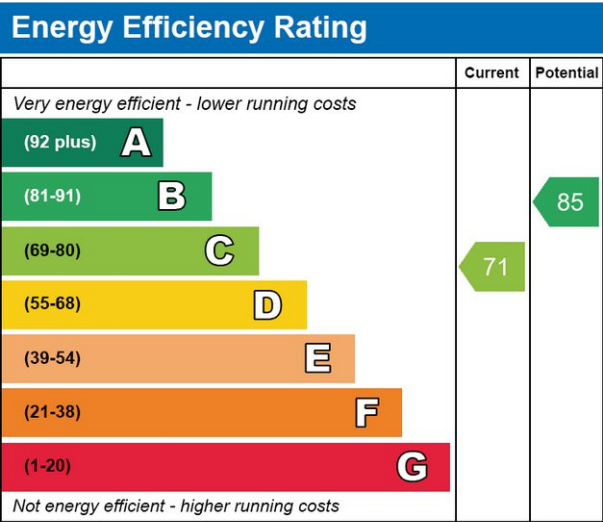 Energy Efficiency Rating
Current Potential
Very energy efficient - lower running costs
(92 plus) A
(81-91) B
85
(69-80) C
71
(55-68) D
(39-54) E
(21-38) F
(1-20) G
Not energy efficient - higher running costs